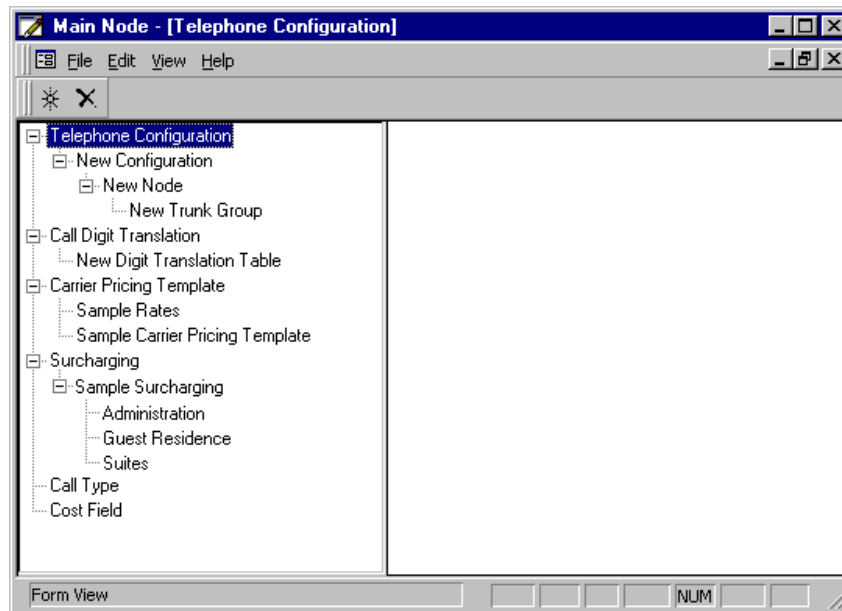 Main Node - [Telephone Configuration]
File Edit View Help
Telephone Configuration
New Configuration
New Node
New Trunk Group
Call Digit Translation
New Digit Translation Table
Carrier Pricing Template
Sample Rates
Sample Carrier Pricing Template
Surcharging
Sample Surcharging
Administration
Guest Residence
Suites
Call Type
Cost Field
Form View NUM